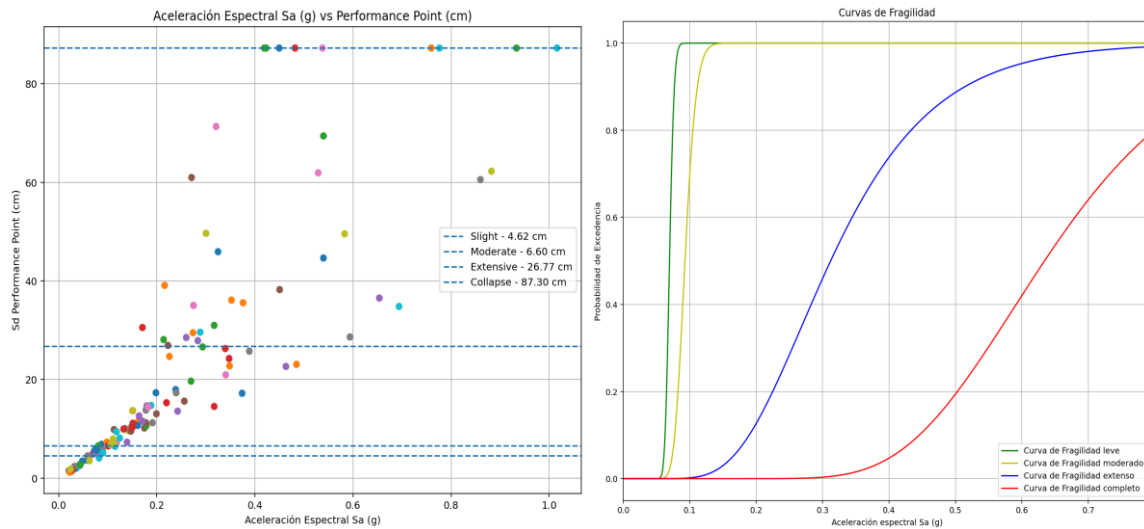 Aceleración Espectral Sa (g) vs Performance Point (cm)
80
60
40
20
0
Sd Performance Point (cm)
Slight - 4.62 cm
Moderate - 6.60 cm
Extensive - 26.77 cm
Collapse - 87.30 cm
0.0 0.2 0.4 0.6 0.8 1.0
Aceleración Espectral Sa (g)
Curvas de Fragilidad
1.0
0.8
0.6
0.4
0.2
0.0
Probabilidad de Excedencia
Curva de Fragilidad leve
Curva de Fragilidad moderado
Curva de Fragilidad extenso
Curva de Fragilidad completo
0.0 0.1 0.2 0.3 0.4 0.5 0.6 0.7
Aceleración espectral Sa (g)